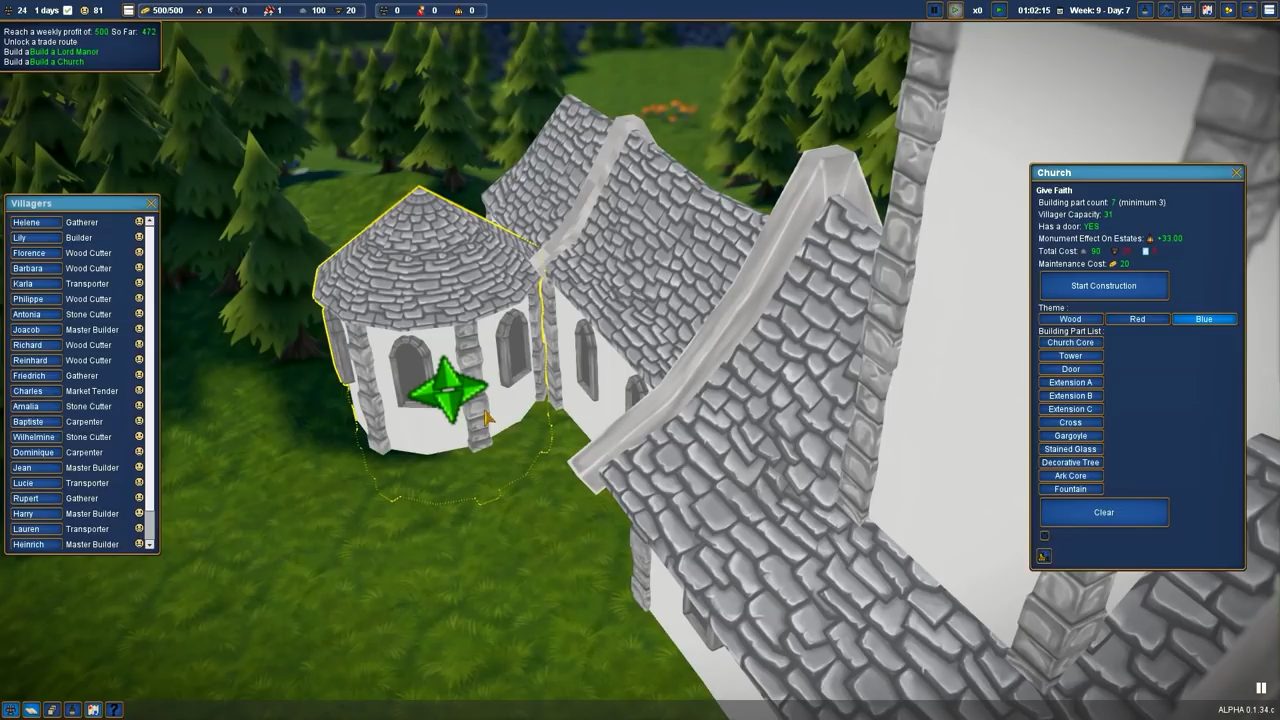 24 1 days 81 500/500 0 0 1 100 20 0 0 0 x0 01:02:15 Week: 9 - Day: 7
Reach a weekly profit of: 500 So Far: 472
Unlock a trade route
Build a Build a Lord Manor
Build a Build a Church
Villagers
Helene Gatherer
Lily Builder
Florence Wood Cutter
Barbara Wood Cutter
Karla Transporter
Philippe Wood Cutter
Antonia Stone Cutter
Joacob Master Builder
Richard Wood Cutter
Reinhard Wood Cutter
Friedrich Gatherer
Charles Market Tender
Amalia Stone Cutter
Baptiste Carpenter
Wilhelmine Stone Cutter
Dominique Carpenter
Jean Master Builder
Lucie Transporter
Rupert Gatherer
Harry Master Builder
Lauren Transporter
Heinrich Master Builder
Church
Give Faith
Building part count: 7 (minimum 3)
Villager Capacity: 31
Has a door: YES
Monument Effect On Estates: +33.00
Total Cost: 90
Maintenance Cost: 20
Start Construction
Theme :
Wood Red Blue
Building Part List :
Church Core
Tower
Door
Extension A
Extension B
Extension C
Cross
Gargoyle
Stained Glass
Decorative Tree
Ark Core
Fountain
Clear
?
ALPHA 0.1.34.c